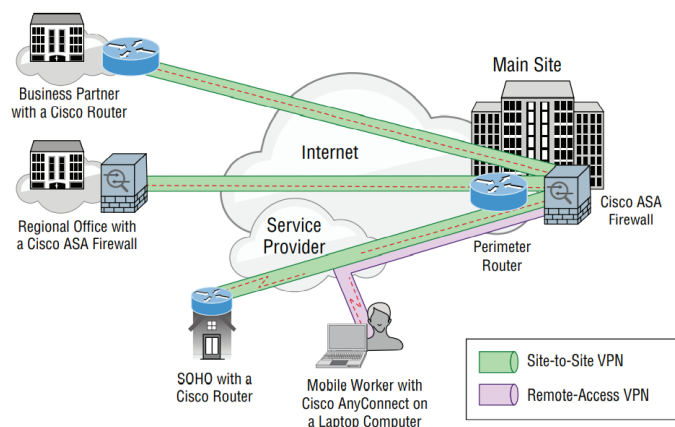 Main Site
Business Partner
with a Cisco Router
Internet
Regional Office with
a Cisco ASA Firewall
Cisco ASA
Firewall
Service
Provider
Perimeter
Router
SOHO with a
Cisco Router
Mobile Worker with
Cisco AnyConnect on
a Laptop Computer
Site-to-Site VPN
Remote-Access VPN